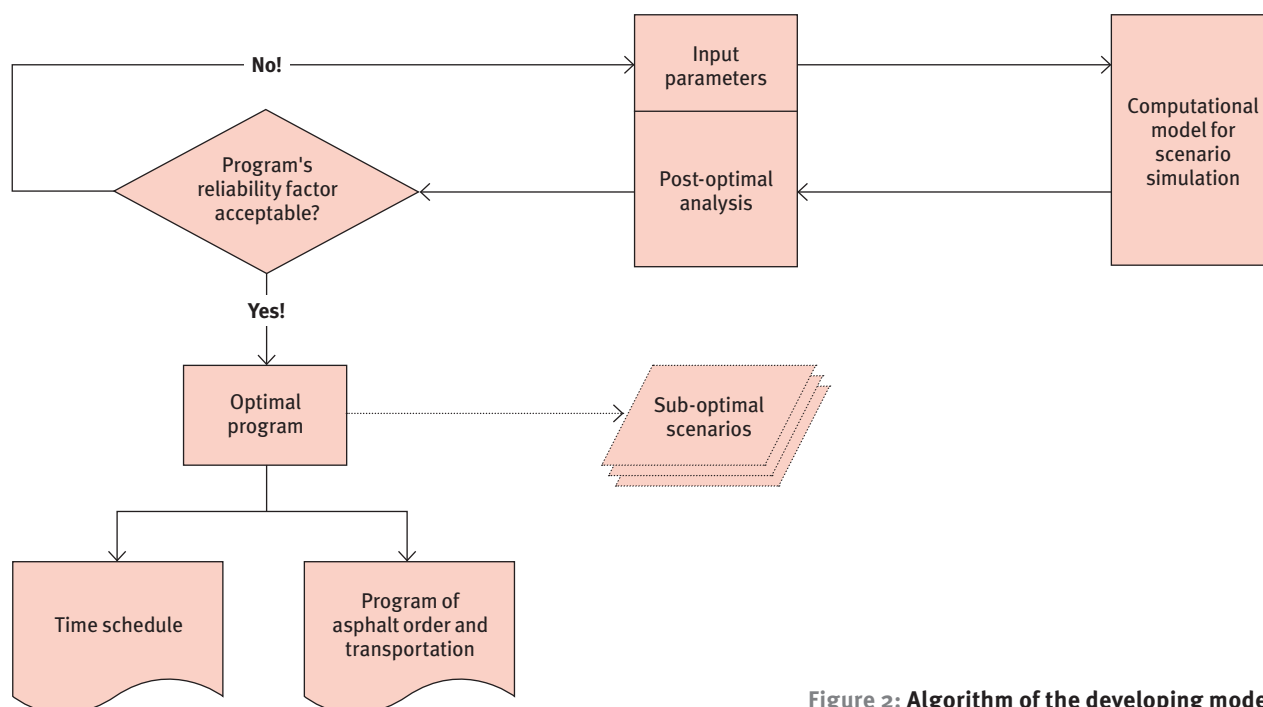 No!
Input
parameters
Computational
model for
scenario
simulation
Program's
reliability factor
acceptable?
Post-optimal
analysis
Yes!
Optimal
program
Sub-optimal
scenarios
Time schedule
Program of
asphalt order and
transportation
Figure 2: Algorithm of the developing mode